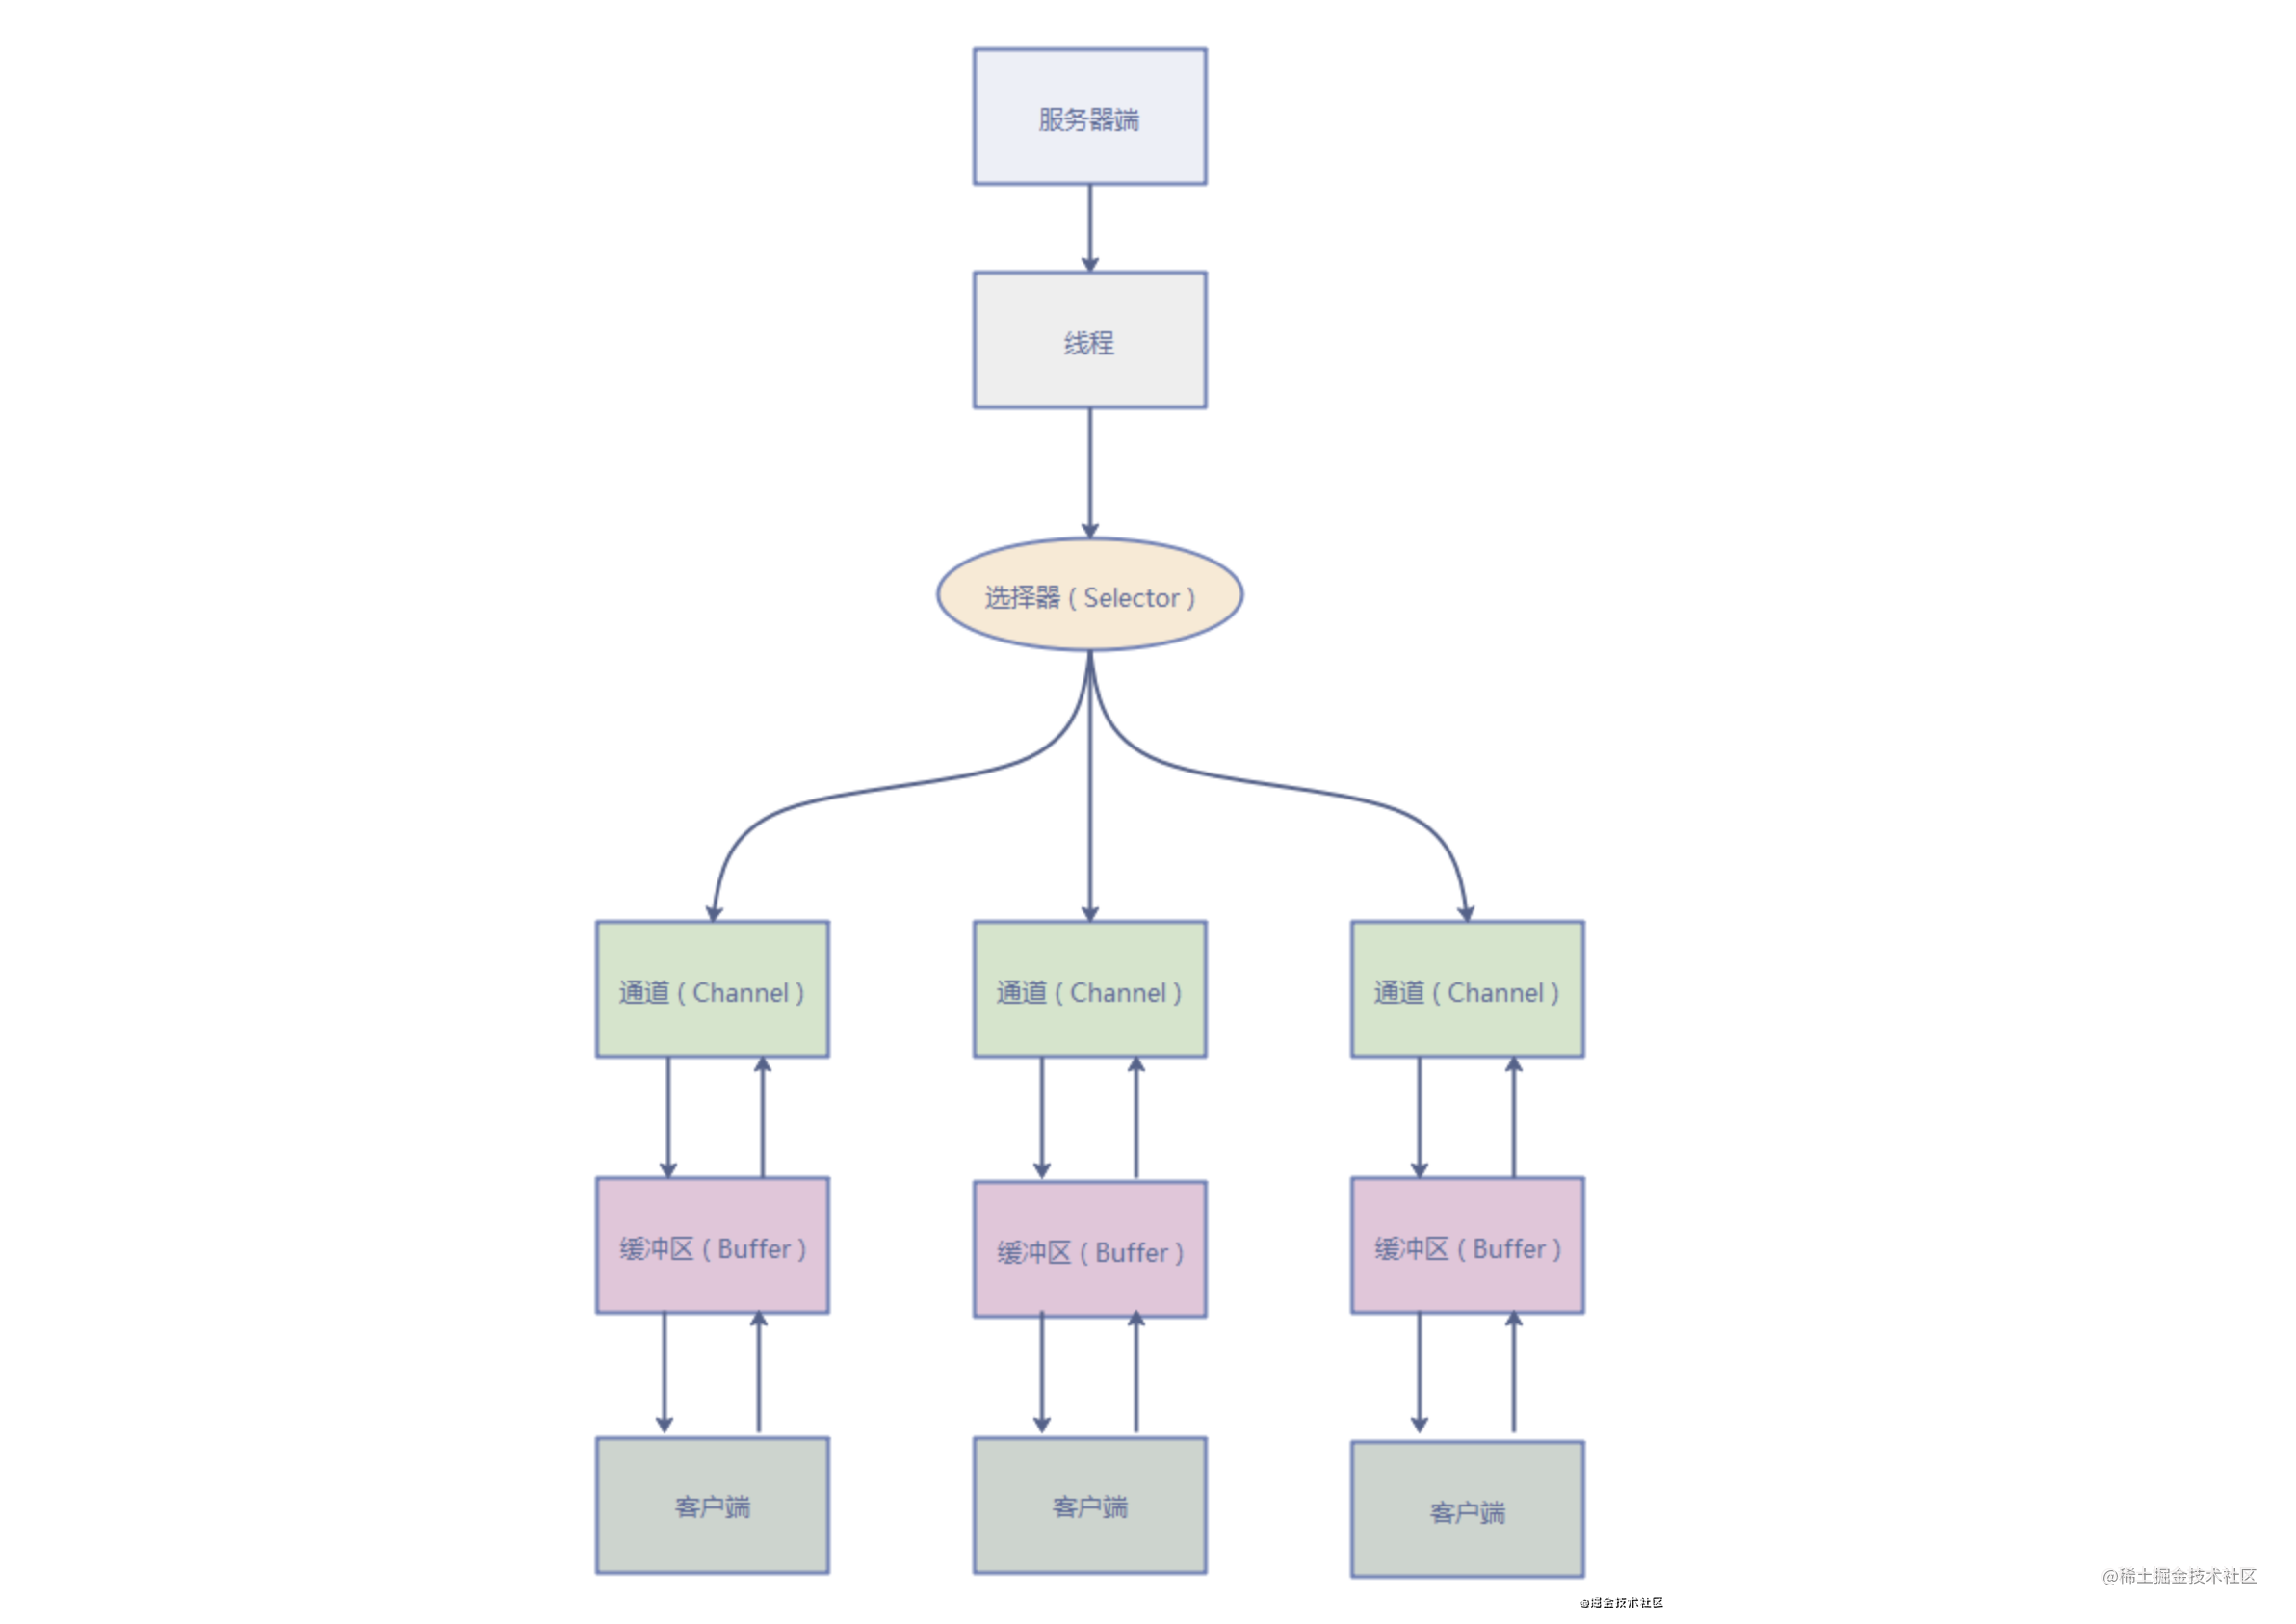 服务器端
线程
选择器（Selector）
通道（Channel） 通道（Channel） 通道（Channel）
缓冲区（Buffer） 缓冲区（Buffer） 缓冲区（Buffer）
客户端 客户端 客户端
@稀土掘金技术社区
@掘金技术社区